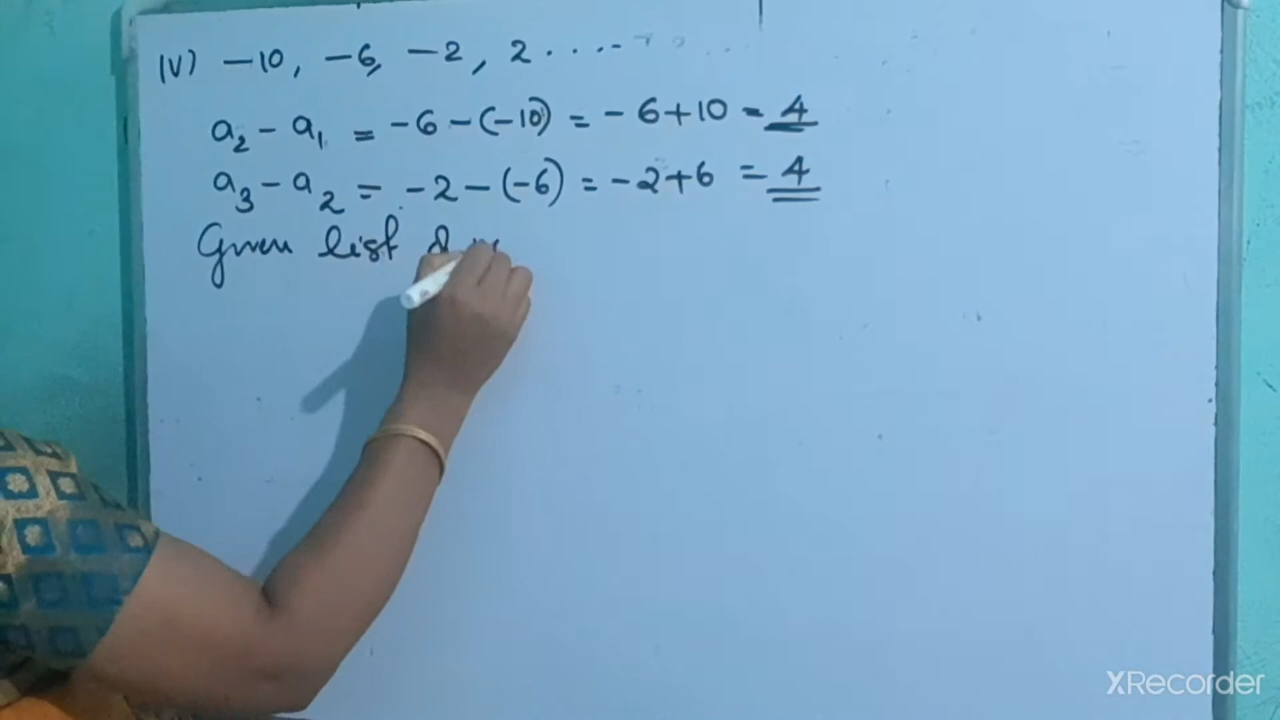 (V) -10, -6, -2, 2 ....
a₂ - a₁ = -6 - (-10) = -6+10 = 4
a₃ - a₂ = -2 - (-6) = -2+6 = 4
Given list
XRecorder